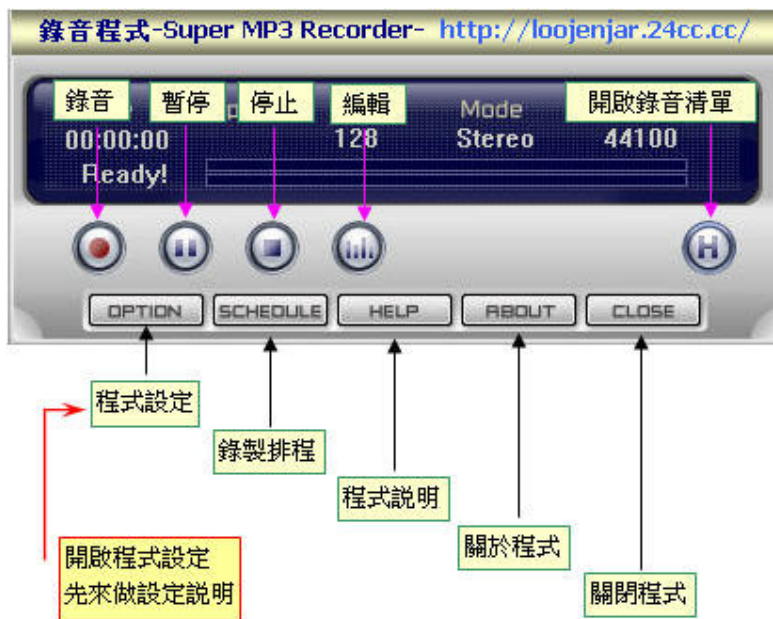 錄音程式-Super MP3 Recorder- http://loojenjar.24cc.cc/
錄音 暫停 停止 編輯 Mode 開啟錄音清單
00:00:00 128 Stereo 44100
Ready!
H
OPTION SCHEDULE HELP ABOUT CLOSE
程式設定
錄製排程
程式說明
開啟程式設定
先來做設定說明
關於程式
關閉程式